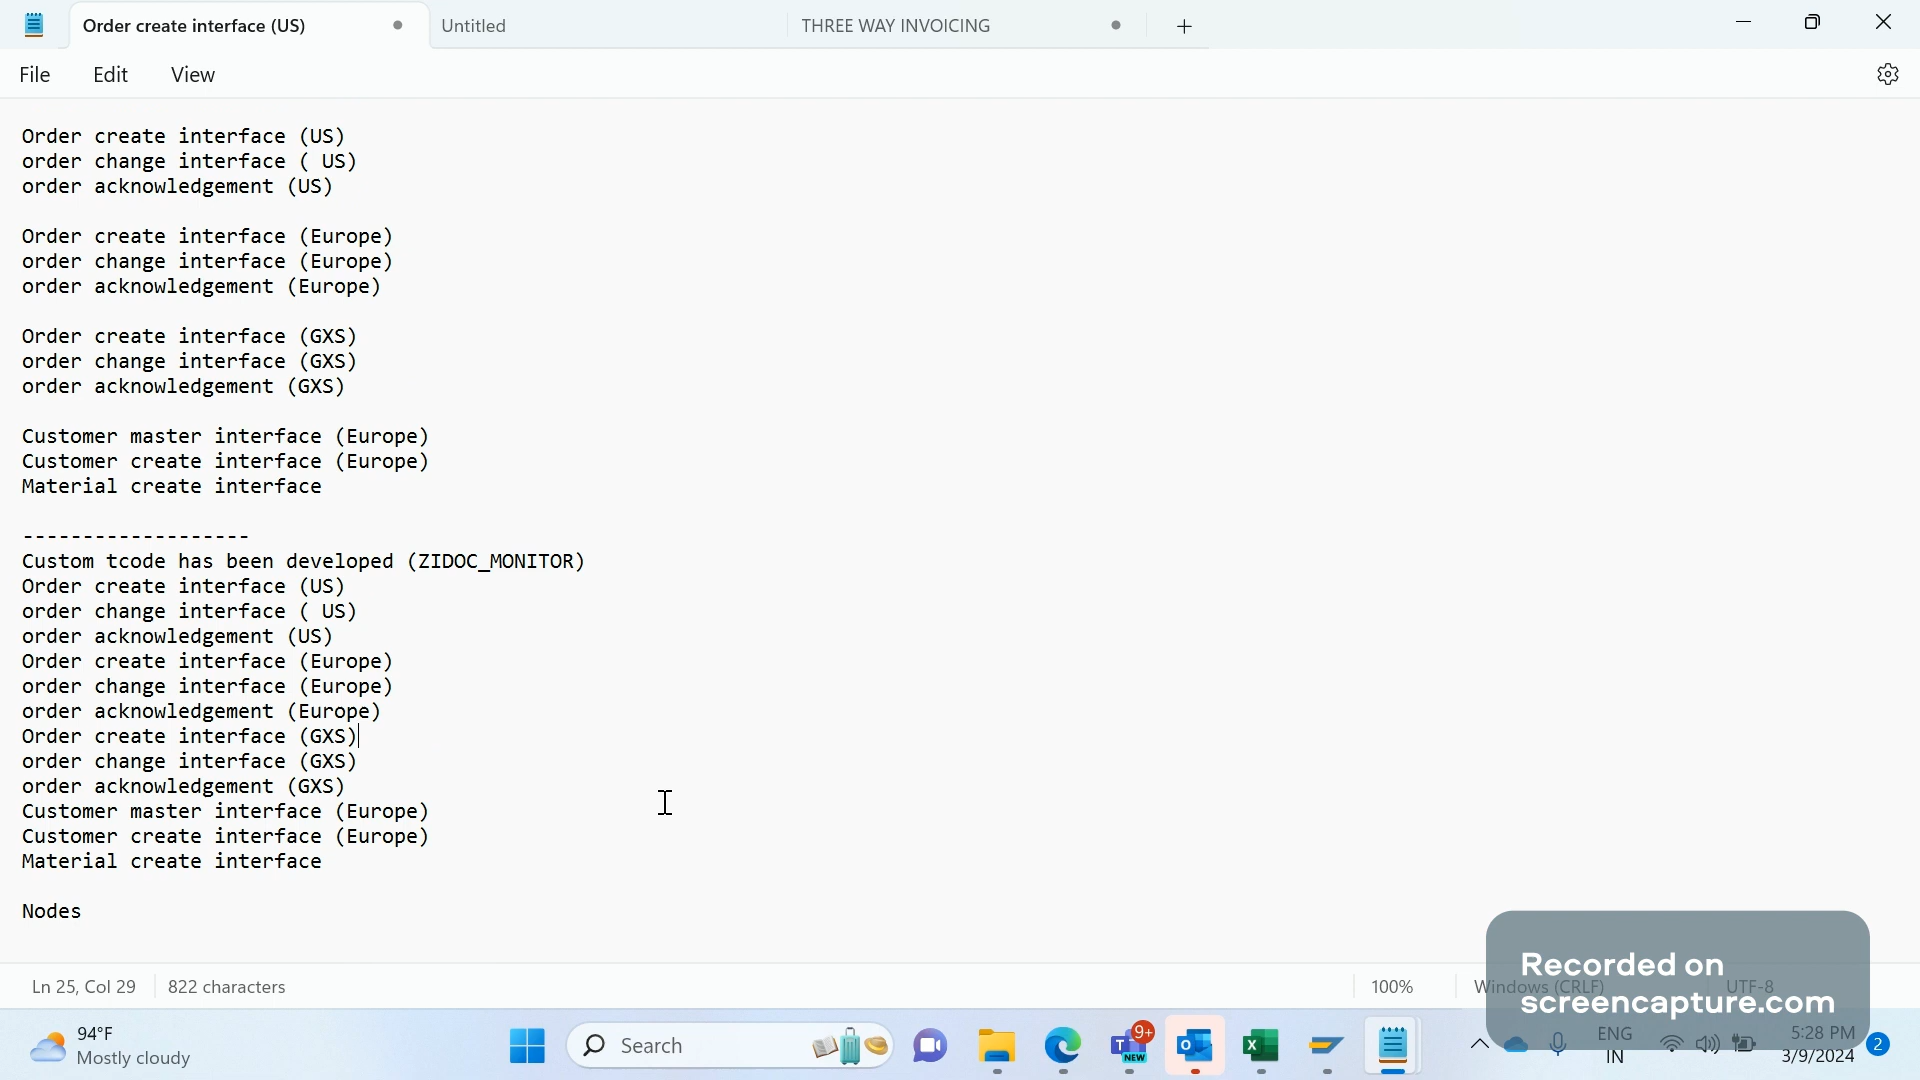 Order create interface (US)
Untitled
THREE WAY INVOICING
File
Edit
View
Order create interface (US)
order change interface ( US)
order acknowledgement (US)
Order create interface (Europe)
order change interface (Europe)
order acknowledgement (Europe)
Order create interface (GXS)
order change interface (GXS)
order acknowledgement (GXS)
Customer master interface (Europe)
Customer create interface (Europe)
Material create interface
-------------------
Custom tcode has been developed (ZIDOC_MONITOR)
Order create interface (US)
order change interface ( US)
order acknowledgement (US)
Order create interface (Europe)
order change interface (Europe)
order acknowledgement (Europe)
Order create interface (GXS)
order change interface (GXS)
order acknowledgement (GXS)
Customer master interface (Europe)
Customer create interface (Europe)
Material create interface
Nodes
Ln 25, Col 29
822 characters
100%
Windows (CRLF)
UTF-8
Recorded on
screencapture.com
94°F
Mostly cloudy
Search
9+
T
NEW
O
X
ENG
IN
5:28 PM
3/9/2024
2